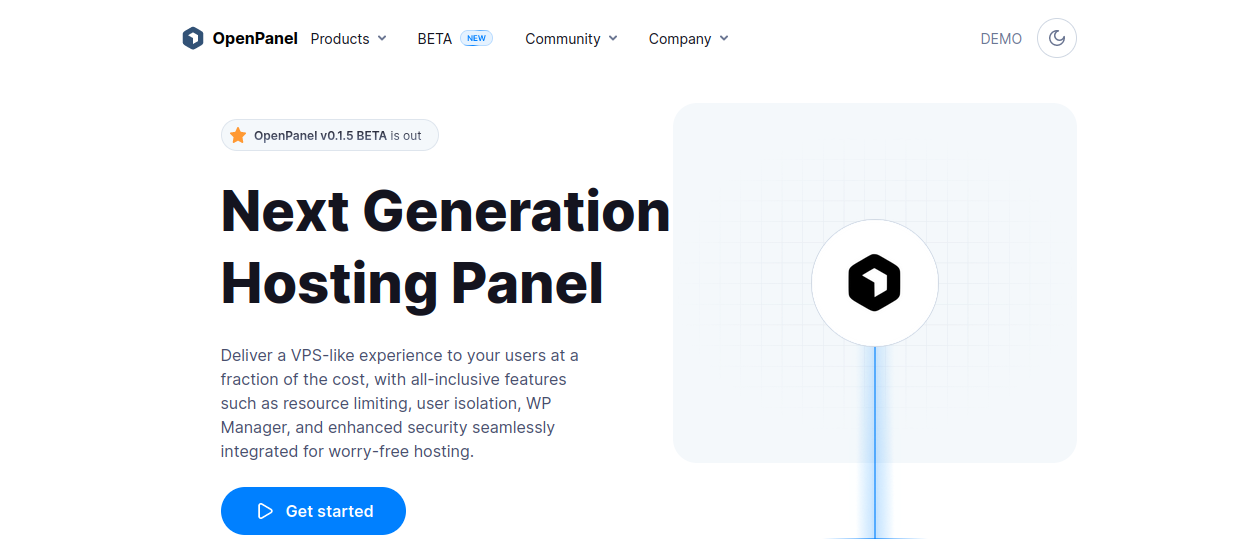 OpenPanel Products BETA NEW Community Company DEMO
OpenPanel v0.1.5 BETA is out
Next Generation
Hosting Panel
Deliver a VPS-like experience to your users at a
fraction of the cost, with all-inclusive features
such as resource limiting, user isolation, WP
Manager, and enhanced security seamlessly
integrated for worry-free hosting.
Get started